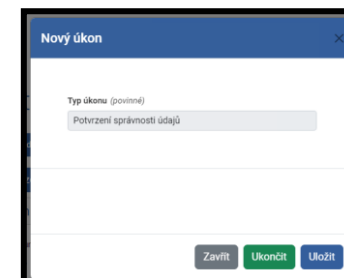 Nový úkon
Typ úkonu (povinné)
Potvrzení správnosti údajů
Zavřít Ukončit Uložit